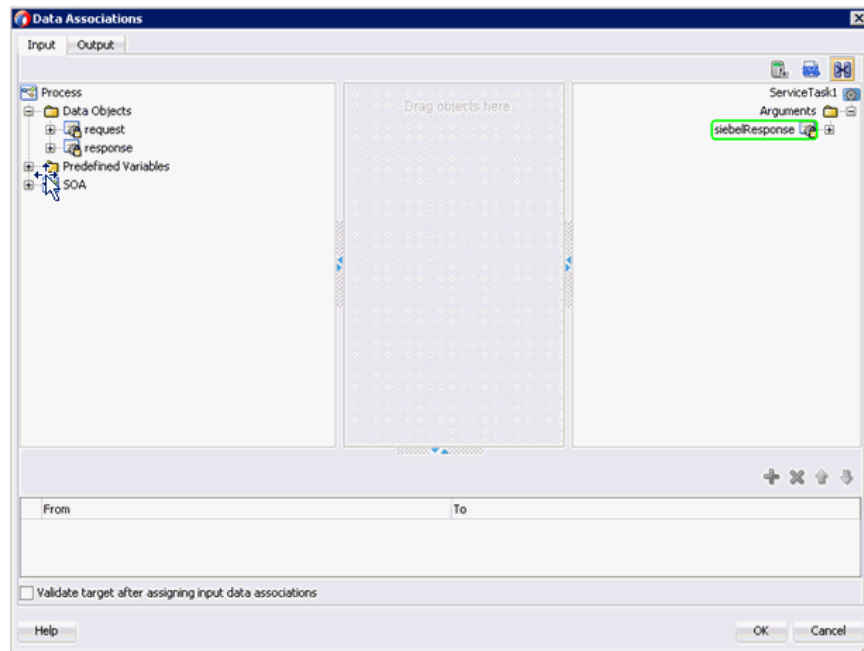 Data Associations
Input Output
Process
Data Objects
request
response
Predefined Variables
SOA
Drag objects here
ServiceTask1
Arguments
siebelResponse
From To
Validate target after assigning input data associations
Help OK Cancel